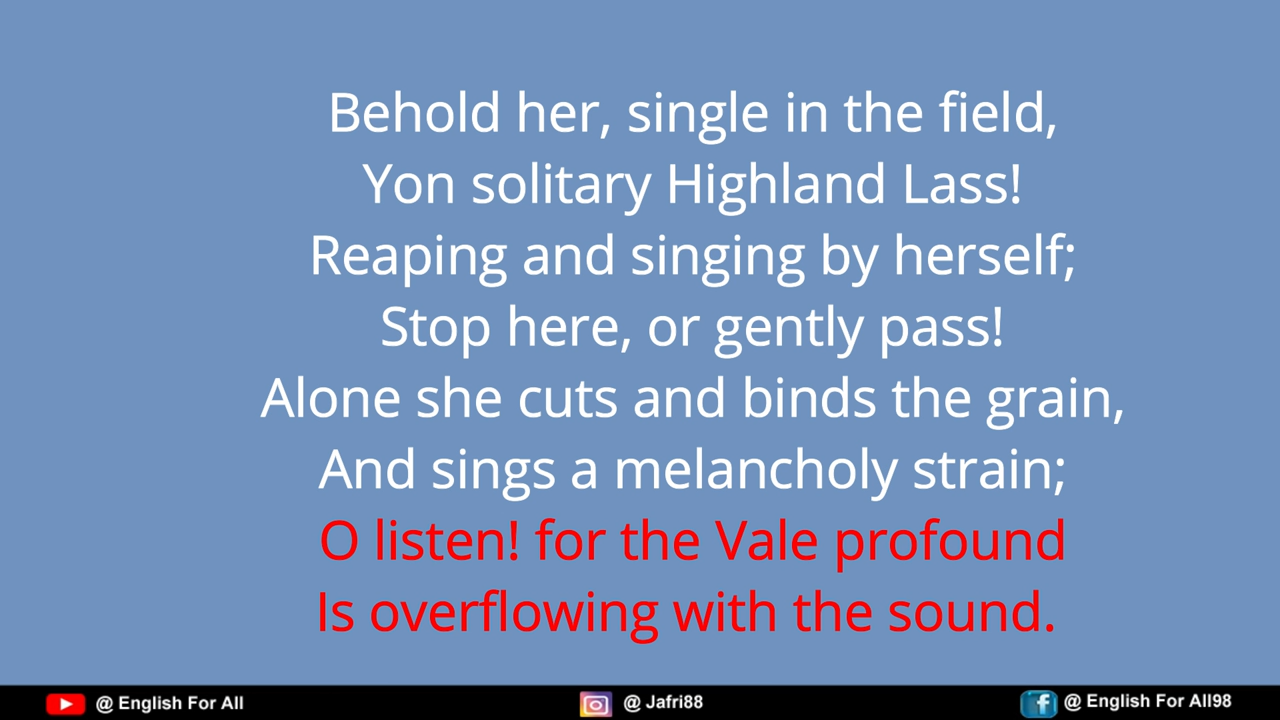 Behold her, single in the field,
Yon solitary Highland Lass!
Reaping and singing by herself;
Stop here, or gently pass!
Alone she cuts and binds the grain,
And sings a melancholy strain;
O listen! for the Vale profound
Is overflowing with the sound.
@ English For All
@ Jafri88
@ English For All98